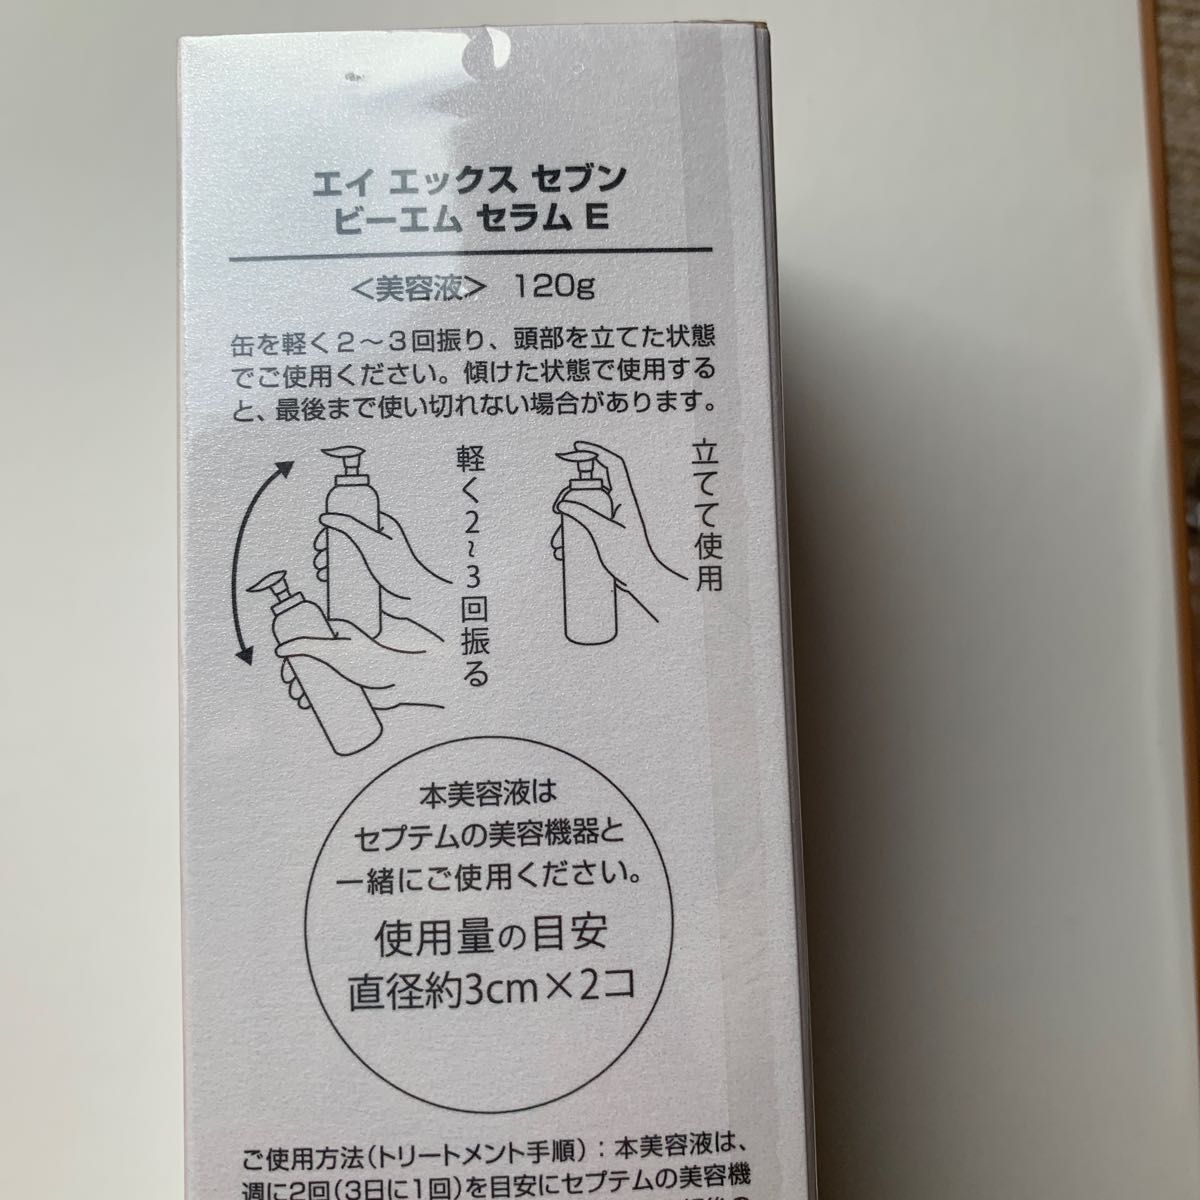 エイ エックス セブン
ビーエム セラム E
＜美容液＞ 120g
缶を軽く２～３回振り、頭部を立てた状態
でご使用ください。傾けた状態で使用する
と、最後まで使い切れない場合があります。
軽く2~3回振る
立てて使用
本美容液は
セプテムの美容機器と
一緒にご使用ください。
使用量の目安
直径約3cm×2コ
ご使用方法(トリートメント手順)：本美容液は、
週に2回(3日に1回)を目安にセプテムの美容機